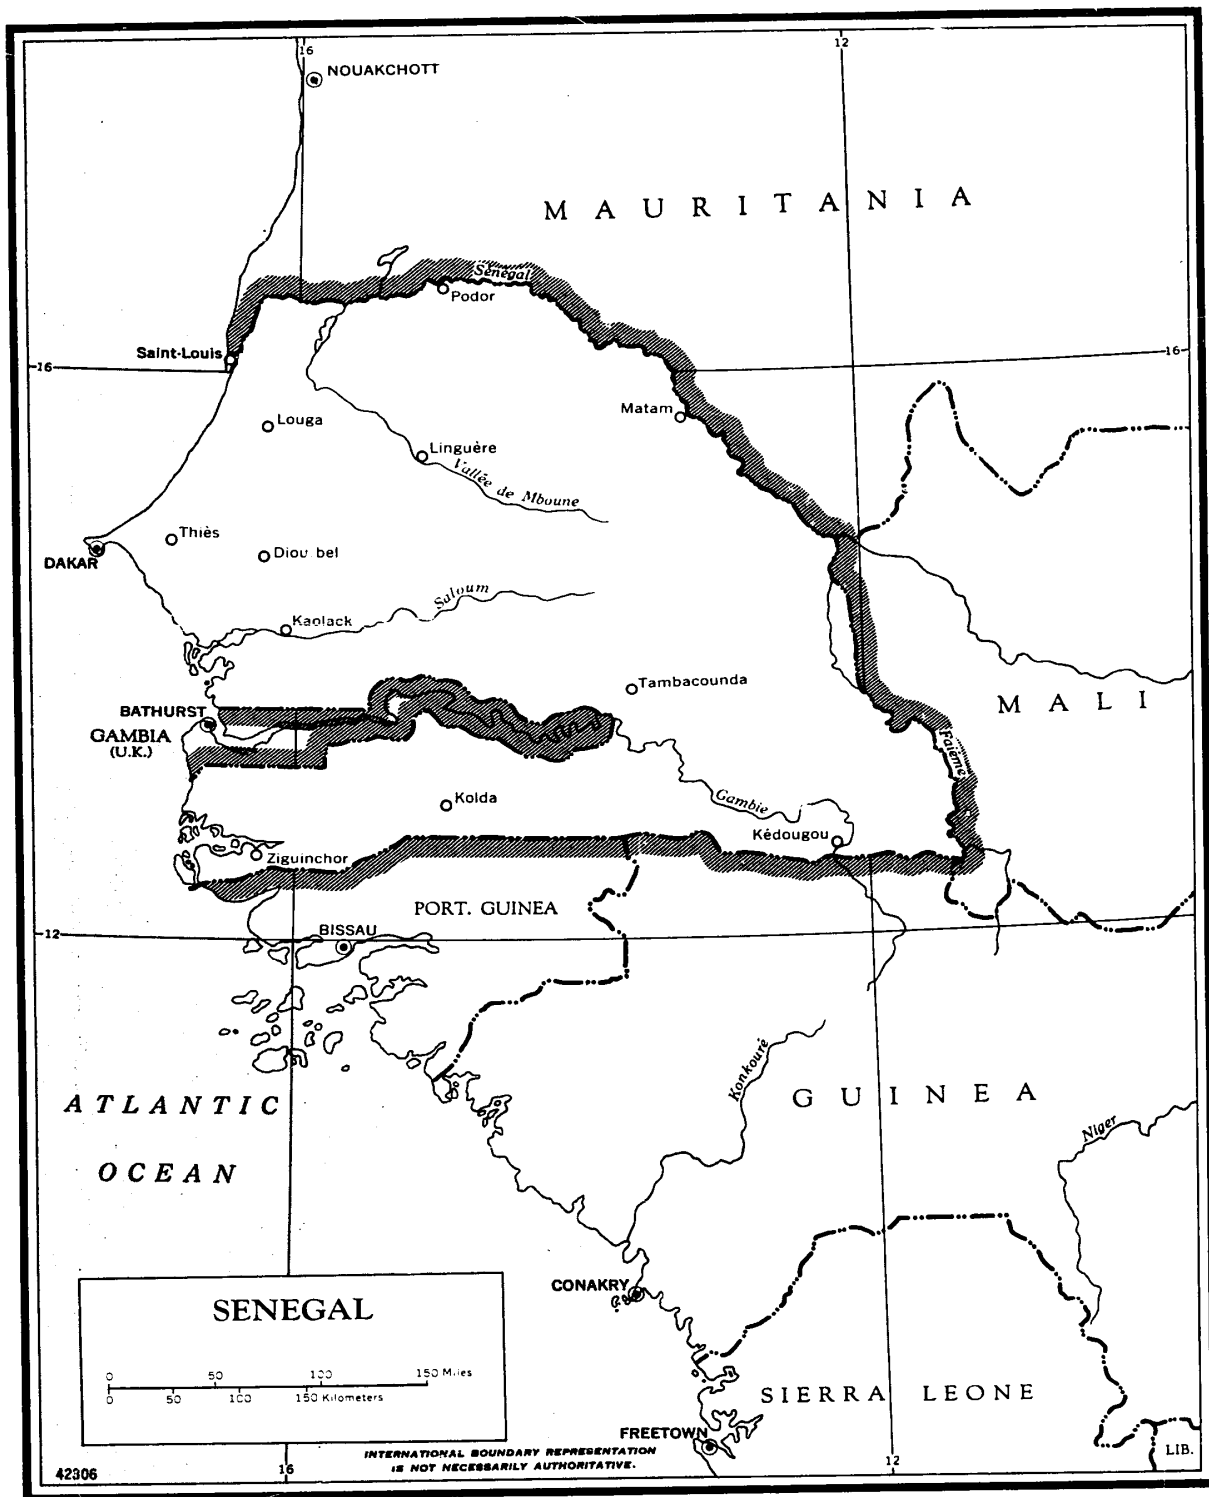 16
12
NOUAKCHOTT
MAURITANIA
Sénégal
Podor
Saint-Louis
16
16
Matam
Louga
Linguère
Vallée de Mboune
Thiès
DAKAR
Diou bel
Saloum
Kaolack
Tambacounda
MALI
BATHURST
GAMBIA
(U.K.)
Faiéme
Kolda
Gambie
Kédougou
Ziguinchor
PORT. GUINEA
12
BISSAU
Konkouré
GUINEA
ATLANTIC
OCEAN
Niger
CONAKRY
SENEGAL
0 50 100 150 Miles
0 50 100 150 Kilometers
SIERRA LEONE
FREETOWN
LIB.
INTERNATIONAL BOUNDARY REPRESENTATION
IS NOT NECESSARILY AUTHORITATIVE.
42306
16
12